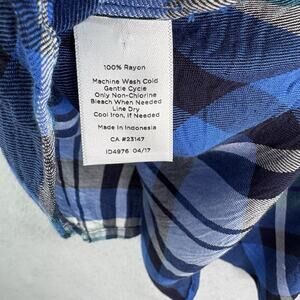 100% Rayon
Machine Wash Cold
Gentle Cycle
Only Non-Chlorine
Bleach When Needed
Line Dry
Cool Iron, if Needed
Made in Indonesia
CA #23147
ID4976 04/17